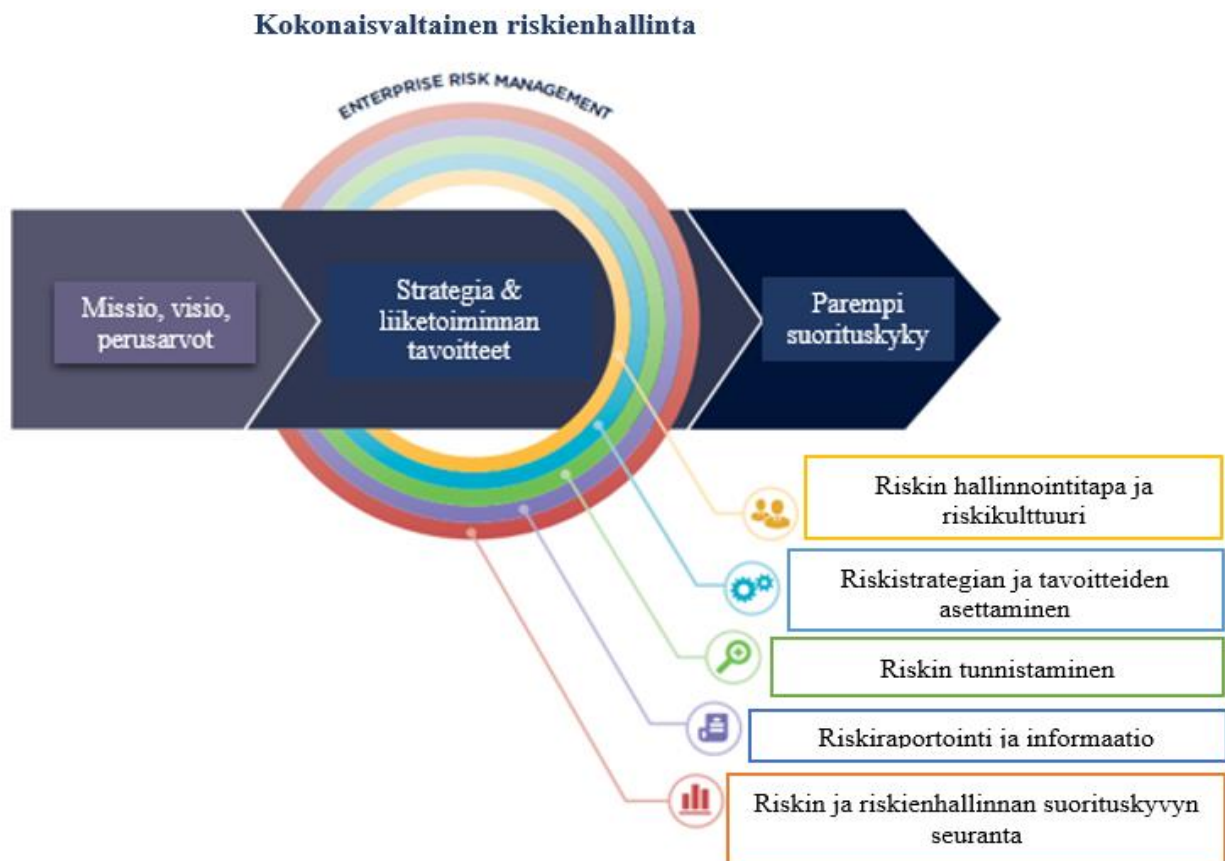 Kokonaisvaltainen riskienhallinta
ENTERPRISE RISK MANAGEMENT
Missio, visio,
perusarvot
Strategia &
liiketoiminnan
tavoitteet
Parempi
suorituskyky
Riskin hallinnointitapa ja
riskikulttuuri
Riskistrategian ja tavoitteiden
asettaminen
Riskin tunnistaminen
Riskiraportointi ja informaatio
Riskin ja riskienhallinnan suorituskyvyn
seuranta